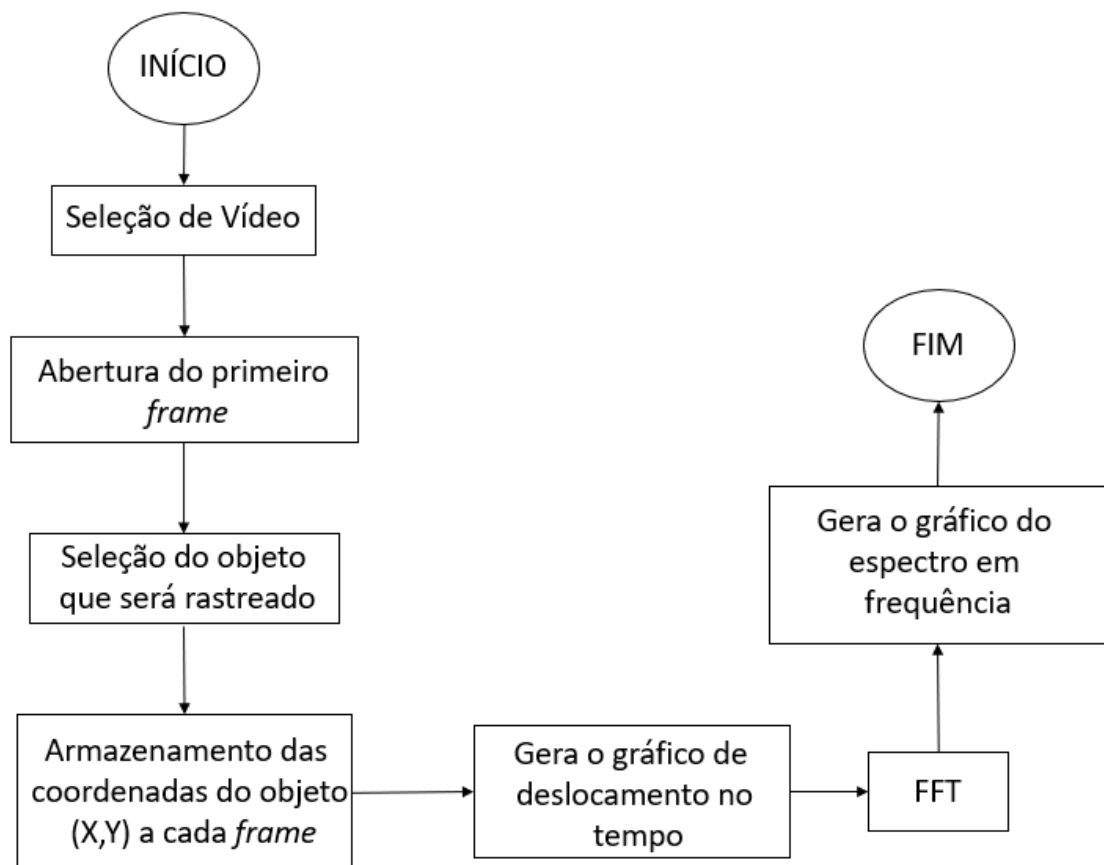 INÍCIO
Seleção de Vídeo
Abertura do primeiro
frame
Seleção do objeto
que será rastreado
Armazenamento das
coordenadas do objeto
(X,Y) a cada frame
Gera o gráfico de
deslocamento no
tempo
FFT
Gera o gráfico do
espectro em
frequência
FIM